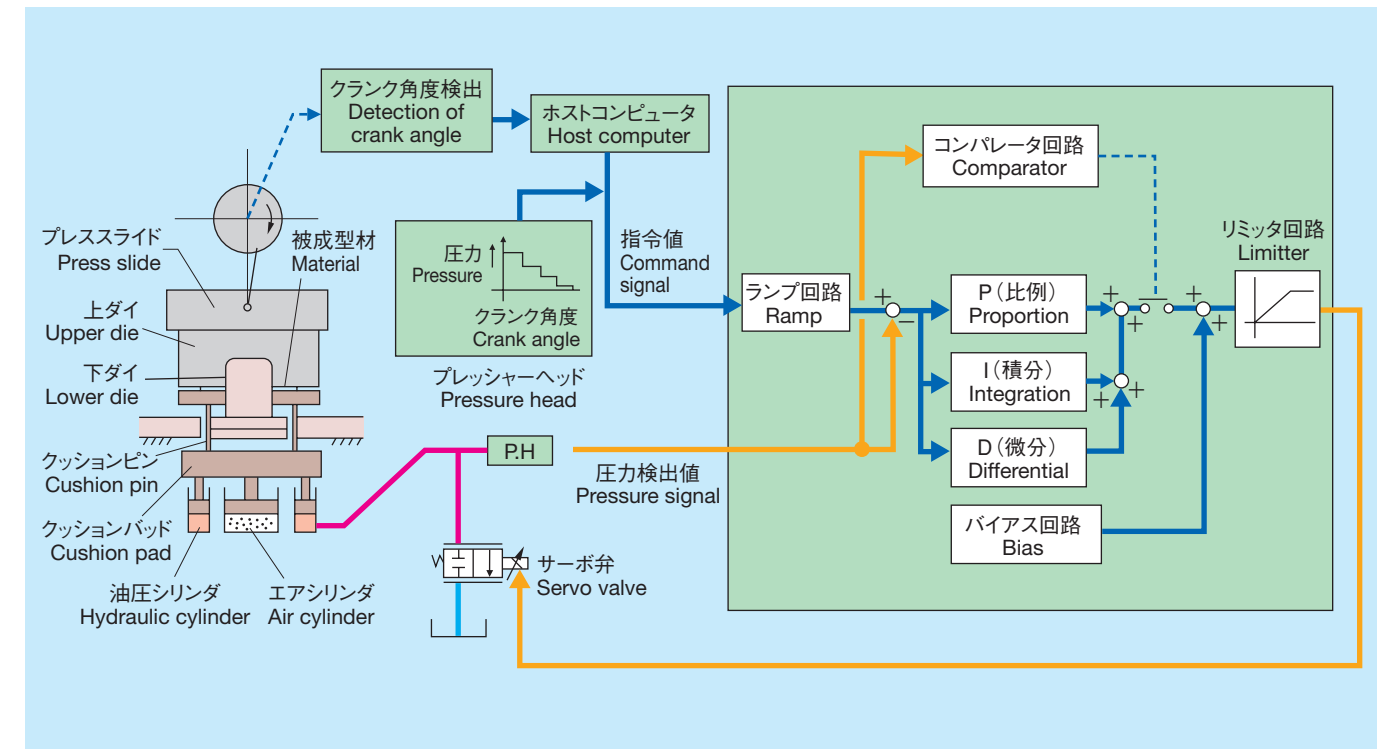 クランク角度検出
Detection of
crank angle
ホストコンピュータ
Host computer
コンパレータ回路
Comparator
プレススライド
Press slide
被成型材
Material
圧力
Pressure
クランク角度
Crank angle
指令値
Command
signal
リミッタ回路
Limitter
上ダイ
Upper die
ランプ回路
Ramp
+
−
P(比例)
Proportion
+
+
+
+
下ダイ
Lower die
プレッシャーヘッド
Pressure head
I(積分)
Integration
+
+
クッションピン
Cushion pin
P.H
圧力検出値
Pressure signal
D(微分)
Differential
クッションパッド
Cushion pad
バイアス回路
Bias
サーボ弁
Servo valve
油圧シリンダ
Hydraulic cylinder
エアシリンダ
Air cylinder